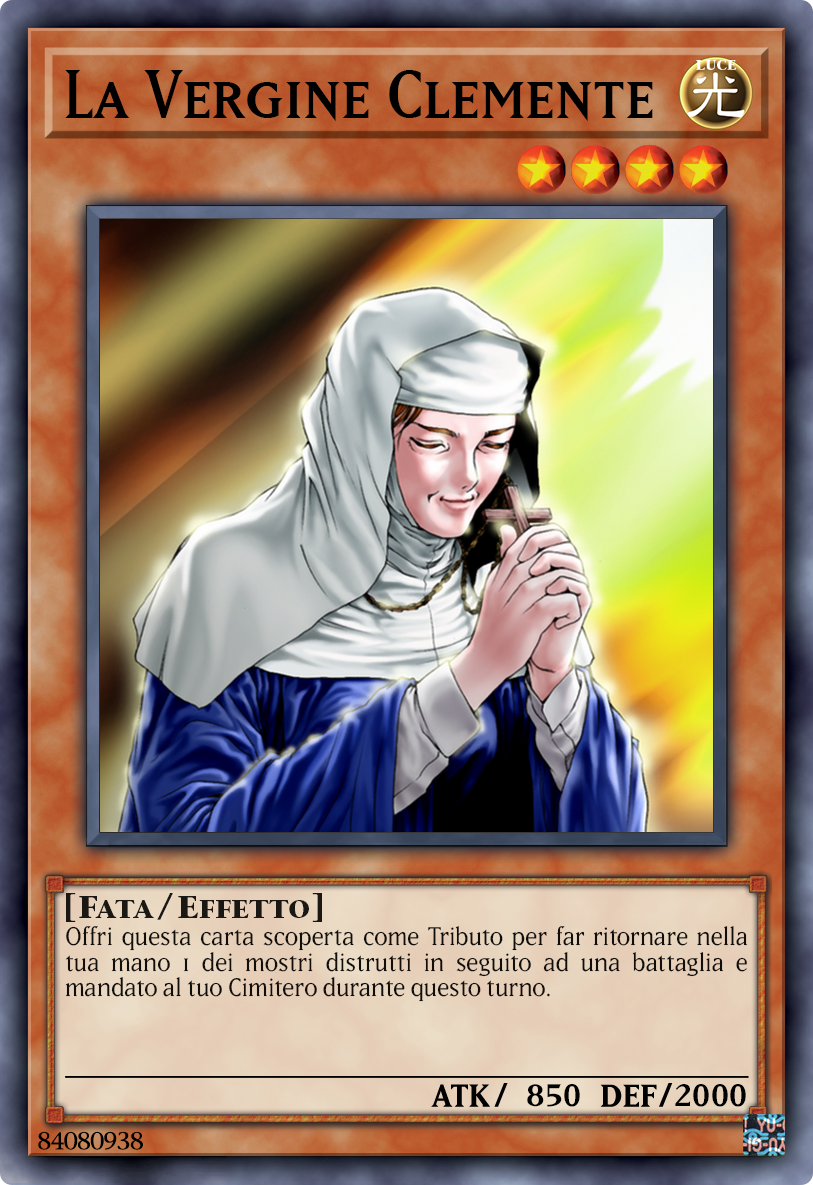 La Vergine Clemente
LUCE
光
[Fata/Effetto]
Offri questa carta scoperta come Tributo per far ritornare nella
tua mano 1 dei mostri distrutti in seguito ad una battaglia e
mandato al tuo Cimitero durante questo turno.
ATK/ 850 DEF/2000
84080938